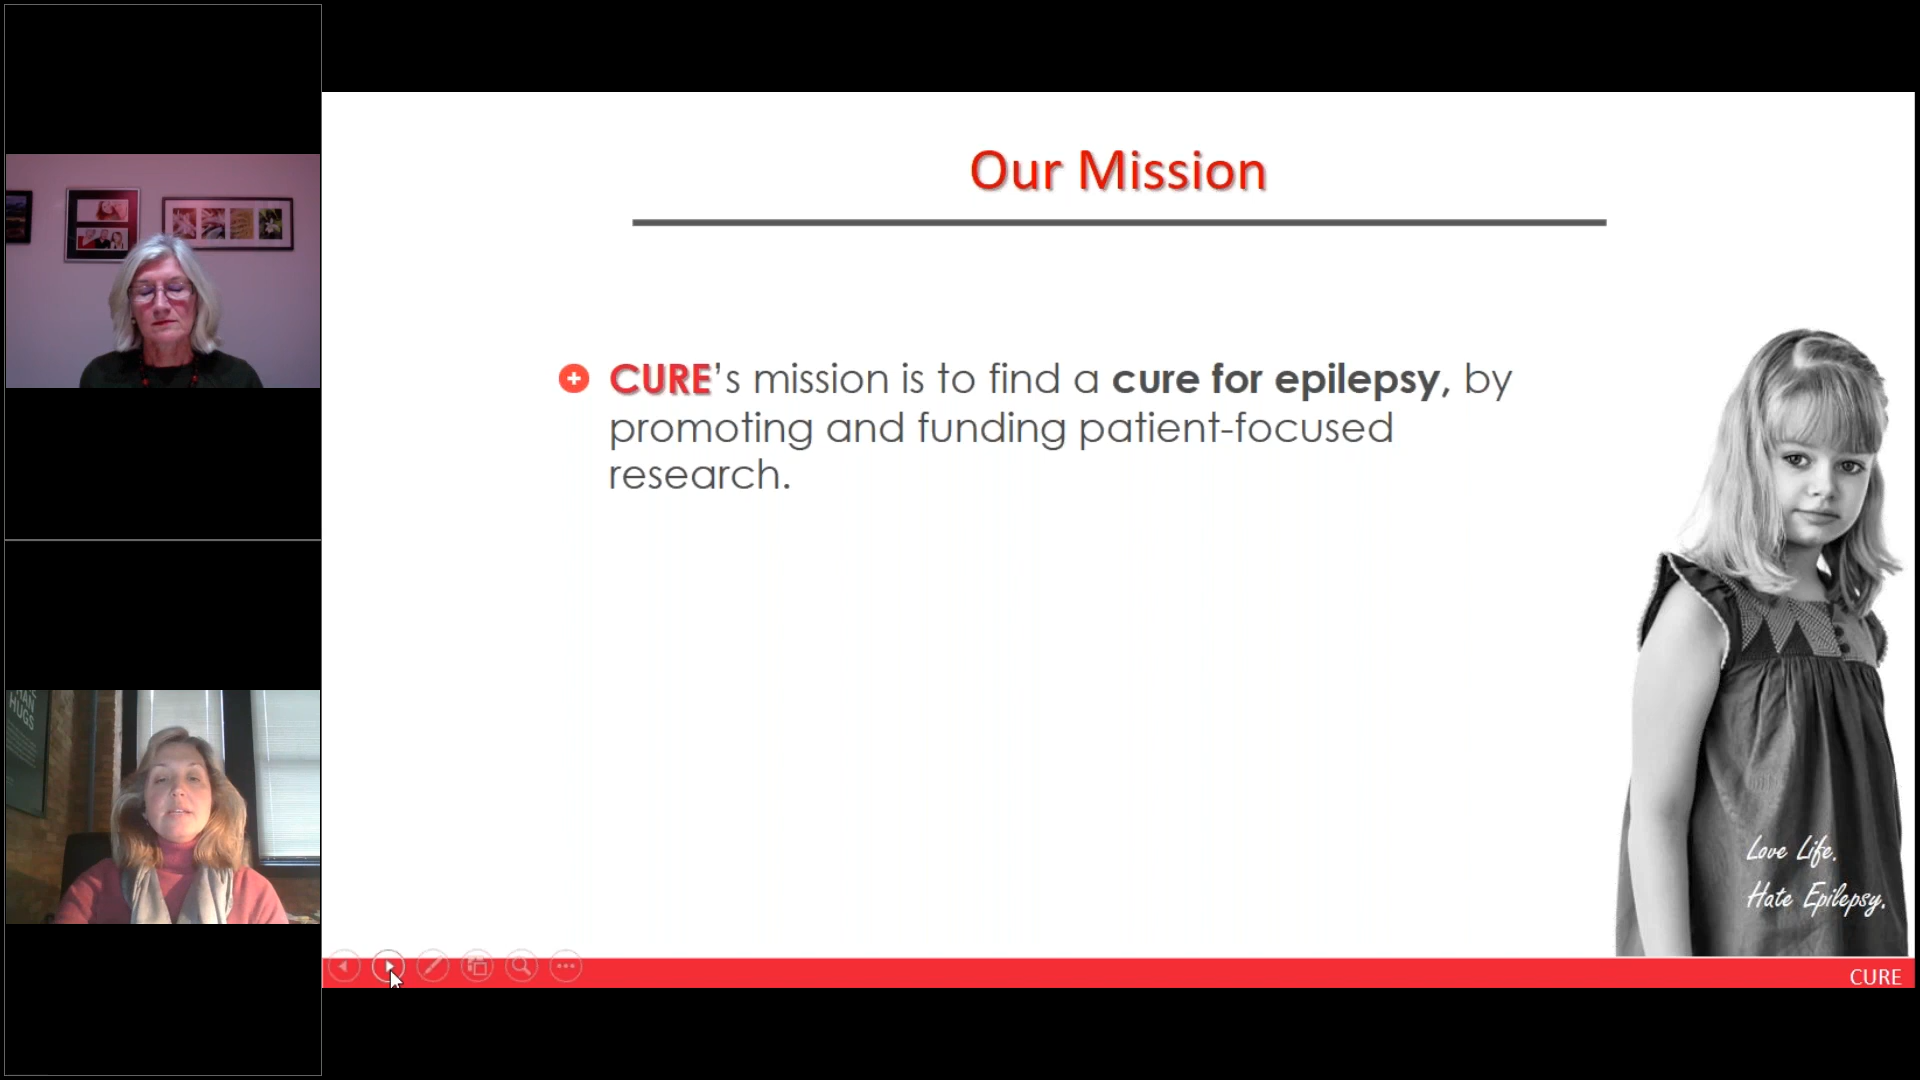 Our Mission
CURE's mission is to find a cure for epilepsy, by
promoting and funding patient-focused
research.
Love Life.
Hate Epilepsy.
CURE
HUGS